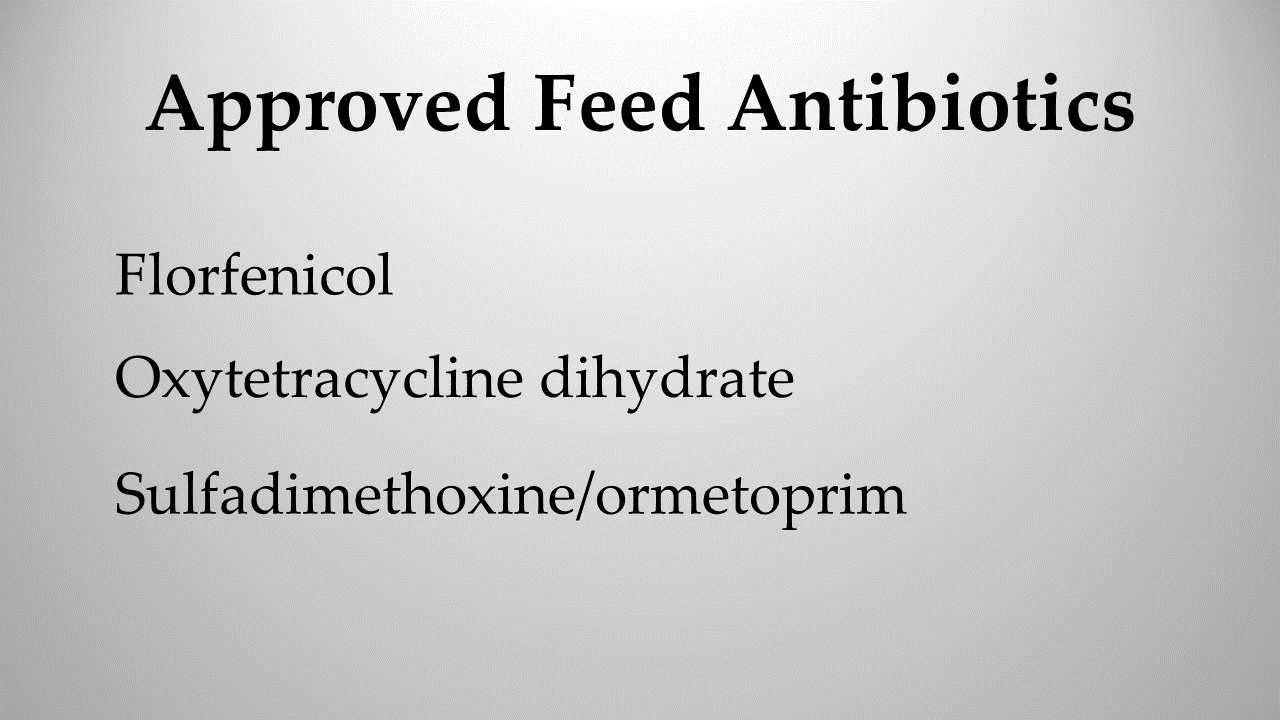 Approved Feed Antibiotics
Florfenicol
Oxytetracycline dihydrate
Sulfadimethoxine/ormetoprim